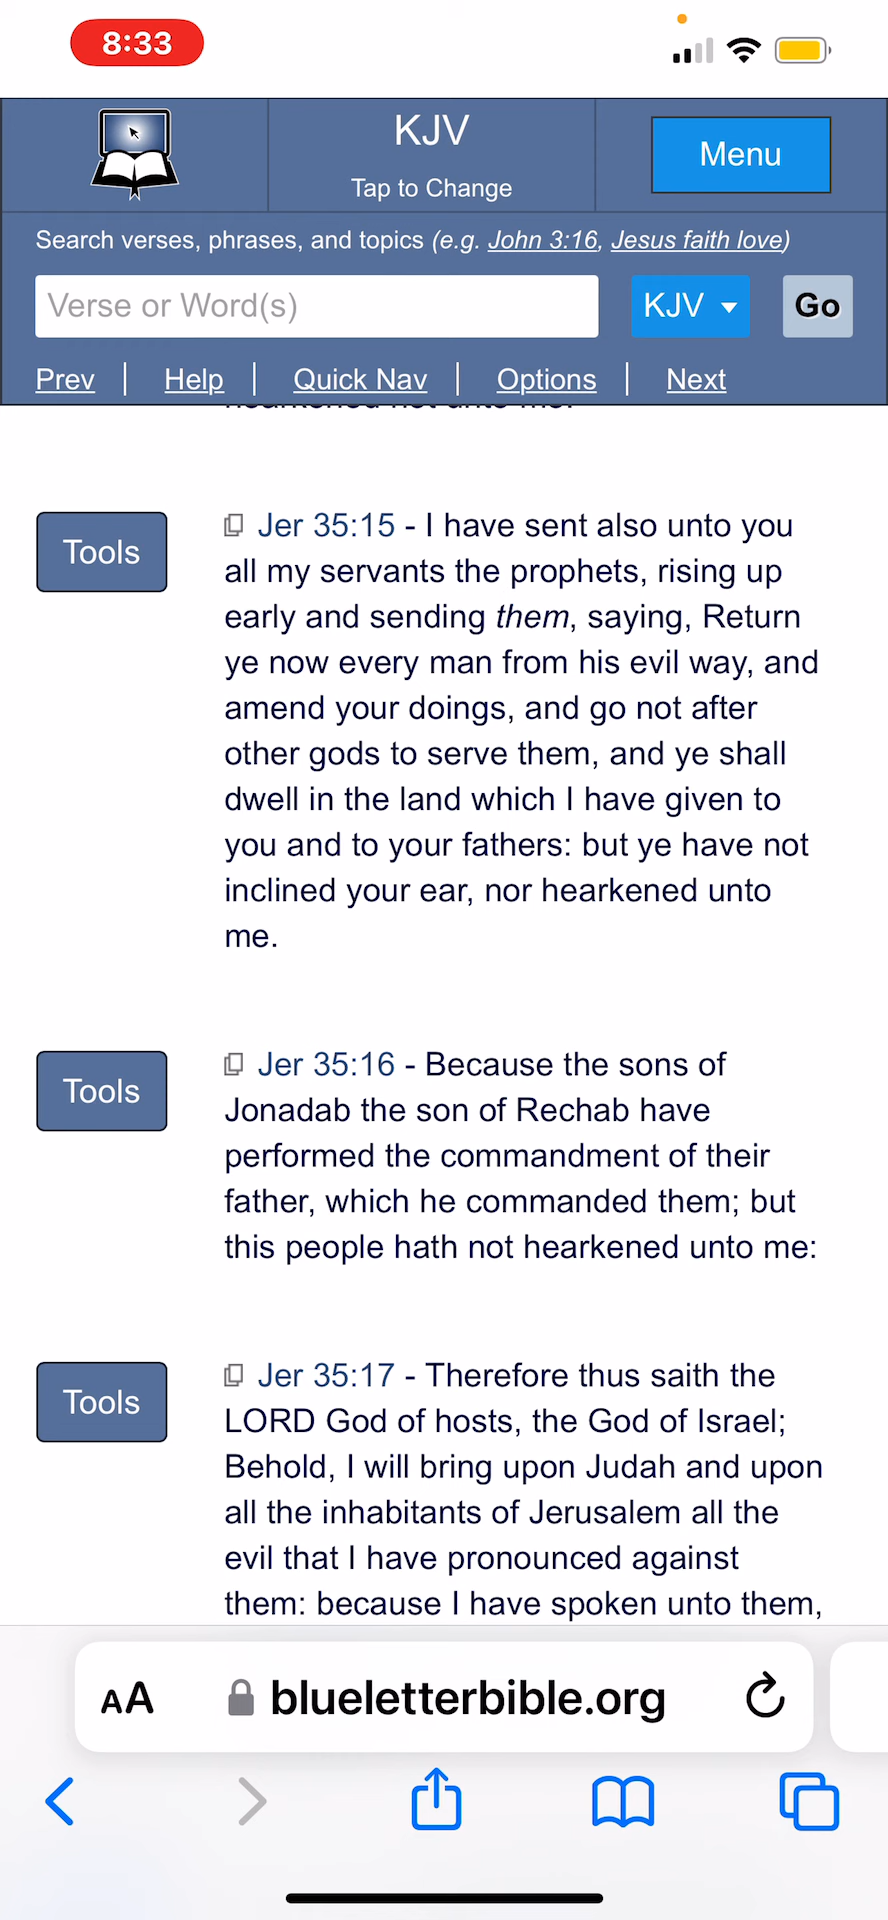 8:33
KJV
Tap to Change
Menu
Search verses, phrases, and topics (e.g. John 3:16, Jesus faith love)
Verse or Word(s)
KJV
Go
Prev | Help | Quick Nav | Options | Next
hearkened not unto me.
Tools
Jer 35:15 - I have sent also unto you
all my servants the prophets, rising up
early and sending them, saying, Return
ye now every man from his evil way, and
amend your doings, and go not after
other gods to serve them, and ye shall
dwell in the land which I have given to
you and to your fathers: but ye have not
inclined your ear, nor hearkened unto
me.
Tools
Jer 35:16 - Because the sons of
Jonadab the son of Rechab have
performed the commandment of their
father, which he commanded them; but
this people hath not hearkened unto me:
Tools
Jer 35:17 - Therefore thus saith the
LORD God of hosts, the God of Israel;
Behold, I will bring upon Judah and upon
all the inhabitants of Jerusalem all the
evil that I have pronounced against
them: because I have spoken unto them,
AA
blueletterbible.org